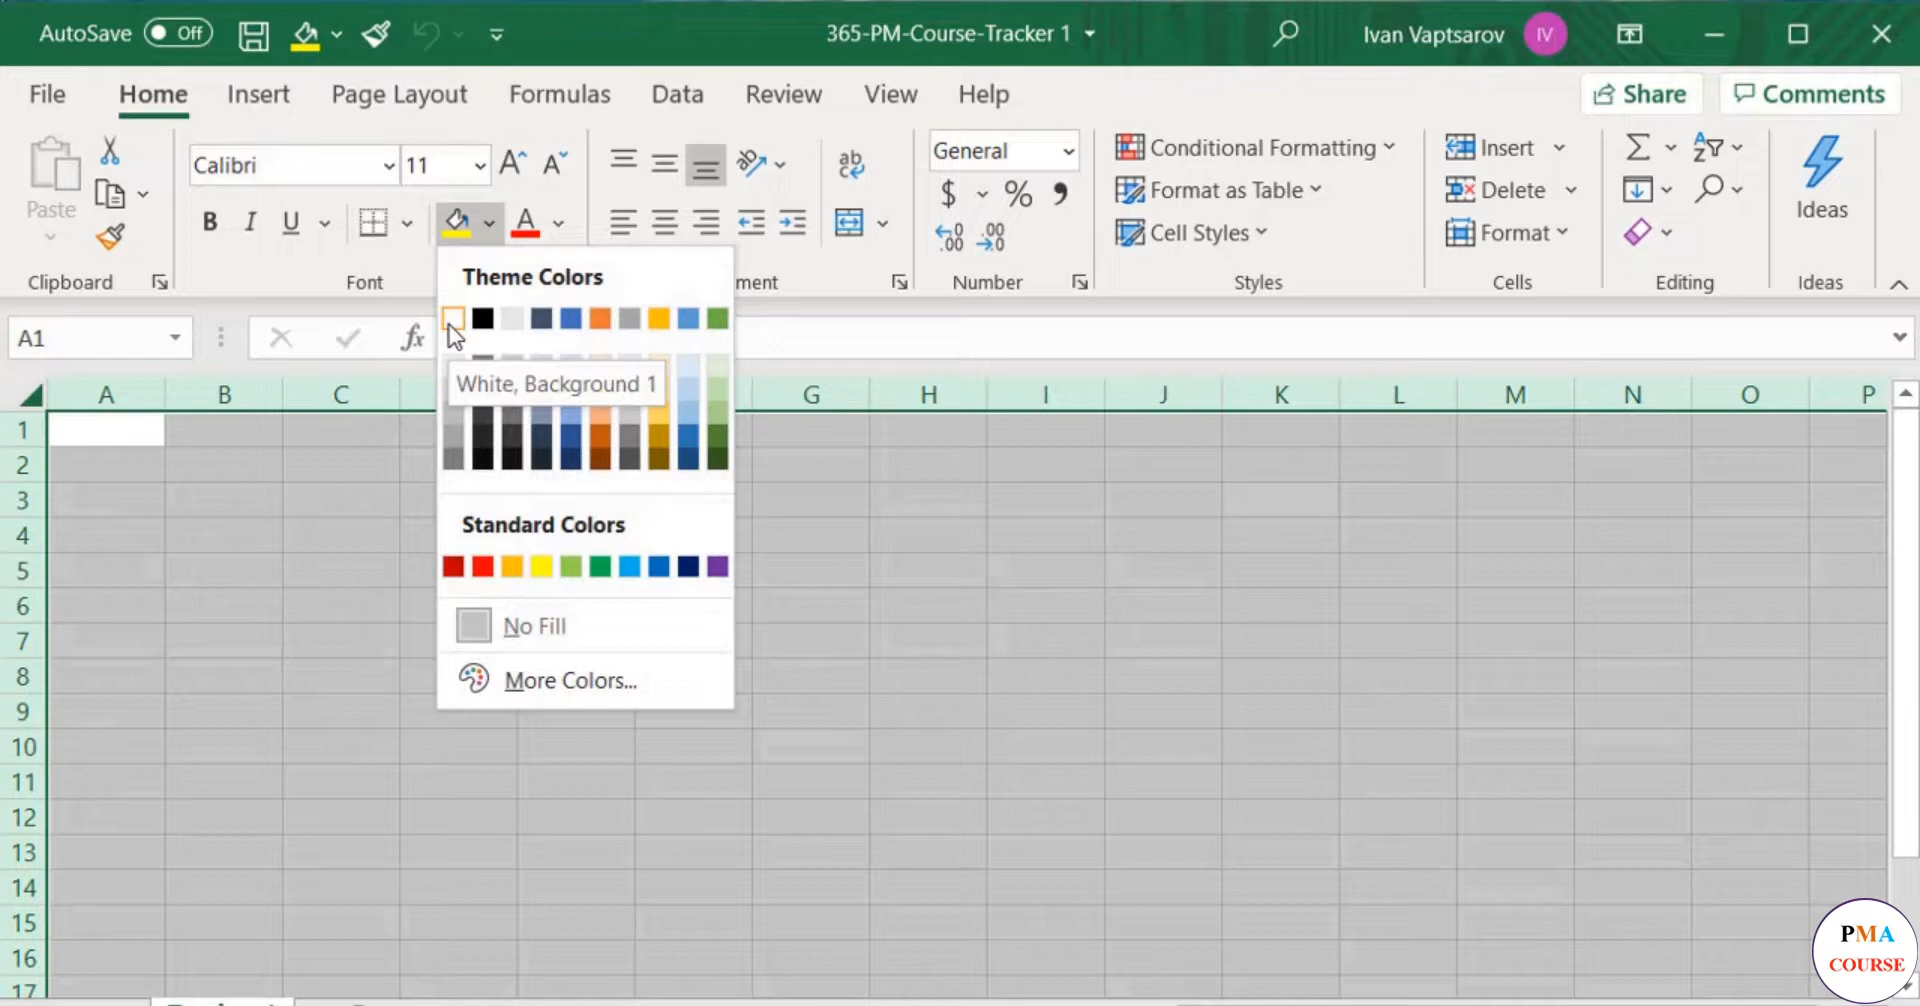 AutoSave Off 365-PM-Course-Tracker 1 Ivan Vaptsarov IV
File Home Insert Page Layout Formulas Data Review View Help Share Comments
Paste
Calibri 11
B I U A
ab
General
$ % ,
.00 .00
Conditional Formatting
Format as Table
Cell Styles
Insert
Delete
Format
Ideas
Clipboard Font ment Number Styles Cells Editing Ideas
A1 fx
Theme Colors
White, Background 1
Standard Colors
No Fill
More Colors...
A B C G H I J K L M N O P
1
2
3
4
5
6
7
8
9
10
11
12
13
14
15
16
17
PMA
COURSE